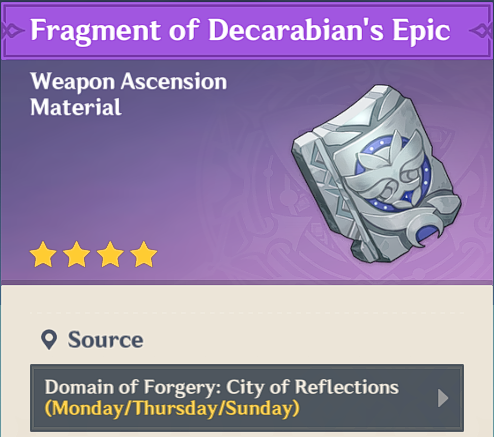 Fragment of Decarabian's Epic
Weapon Ascension
Material
Source
Domain of Forgery: City of Reflections
(Monday/Thursday/Sunday)